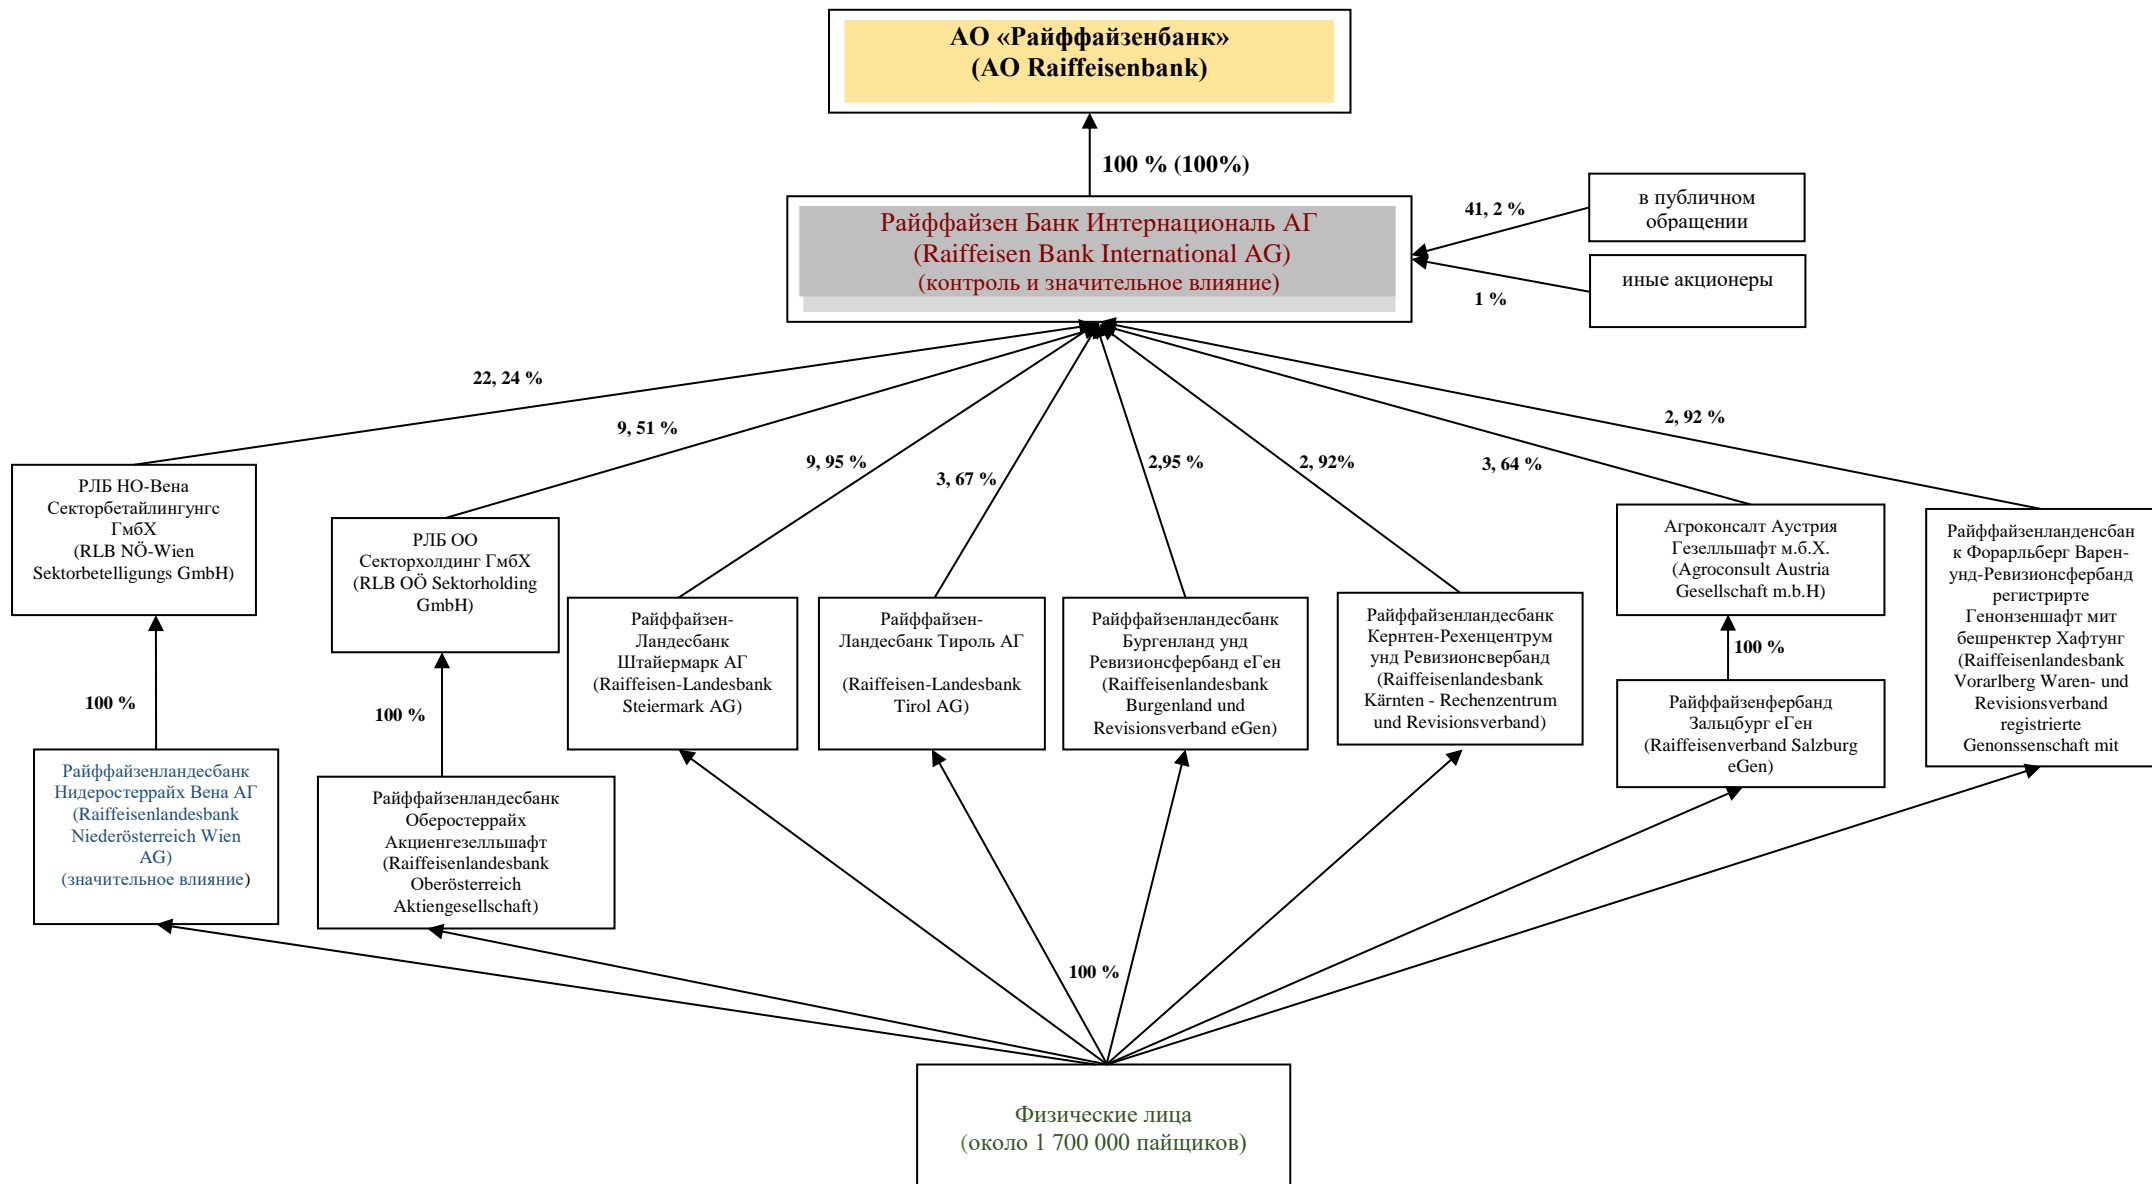 АО «Райффайзенбанк»
(AO Raiffeisenbank)
100 % (100%)
Райффайзен Банк Интернациональ АГ
(Raiffeisen Bank International AG)
(контроль и значительное влияние)
41, 2 %
в публичном
обращении
иные акционеры
1 %
22, 24 %
9, 51 %
9, 95 %
3, 67 %
2,95 %
2, 92%
3, 64 %
2, 92 %
РЛБ НО-Вена
Секторбетайлингунгс
ГмбХ
(RLB NÖ-Wien
Sektorbetelligungs GmbH)
РЛБ ОО
Секторхолдинг ГмбХ
(RLB OÖ Sektorholding
GmbH)
Райффайзен-
Ландесбанк
Штайермарк АГ
(Raiffeisen-Landesbank
Steiermark AG)
Райффайзен-
Ландесбанк Тироль АГ
(Raiffeisen-Landesbank
Tirol AG)
Райффайзенландесбанк
Бургенланд унд
Ревизионсфербанд еГен
(Raiffeisenlandesbank
Burgenland und
Revisionsverband eGen)
Райффайзенландесбанк
Кернтен-Рехенцентрум
унд Ревизионсвербанд
(Raiffeisenlandesbank
Kärnten - Rechenzentrum
und Revisionsverband)
Агроконсалт Аустрия
Гезелльшафт м.б.Х.
(Agroconsult Austria
Gesellschaft m.b.H)
Райффайзенланденсбан
к Форарльберг Варен-
унд-Ревизионсфербанд
регистрирте
Генонзеншафт мит
бешренктер Хафтунг
(Raiffeisenlandesbank
Vorarlberg Waren- und
Revisionsverband
registrierte
Genonssenschaft mit
100 %
100 %
100 %
Райффайзенландесбанк
Нидеростеррайх Вена АГ
(Raiffeisenlandesbank
Niederösterreich Wien
AG)
(значительное влияние)
Райффайзенландесбанк
Оберостеррайх
Акциенгезелльшафт
(Raiffeisenlandesbank
Oberösterreich
Aktiengesellschaft)
Райффайзенфербанд
Зальцбург еГен
(Raiffeisenverband Salzburg
eGen)
100 %
Физические лица
(около 1 700 000 пайщиков)